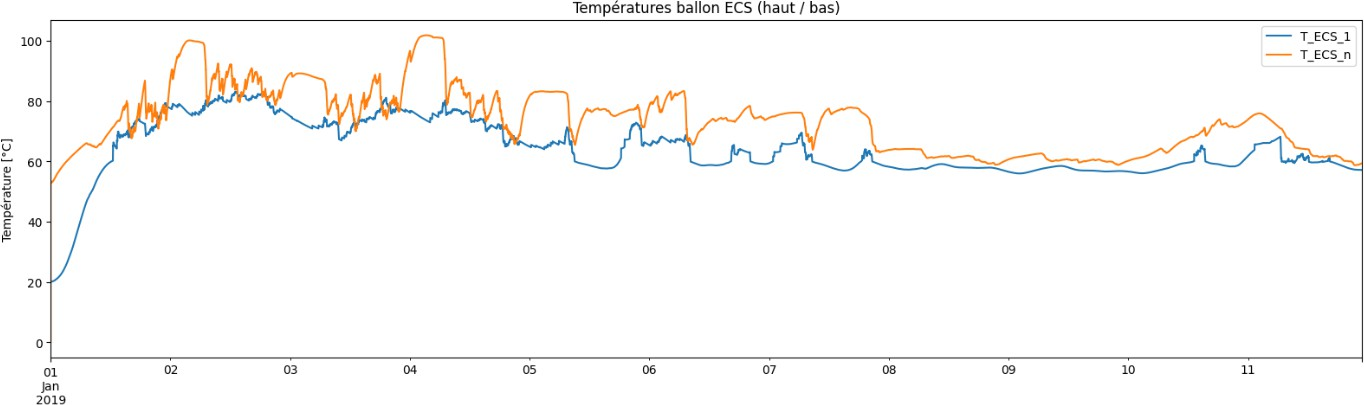 Températures ballon ECS (haut / bas)
T_ECS_1
T_ECS_n
Température [°C]
100
80
60
40
20
0
01 02 03 04 05 06 07 08 09 10 11
Jan
2019